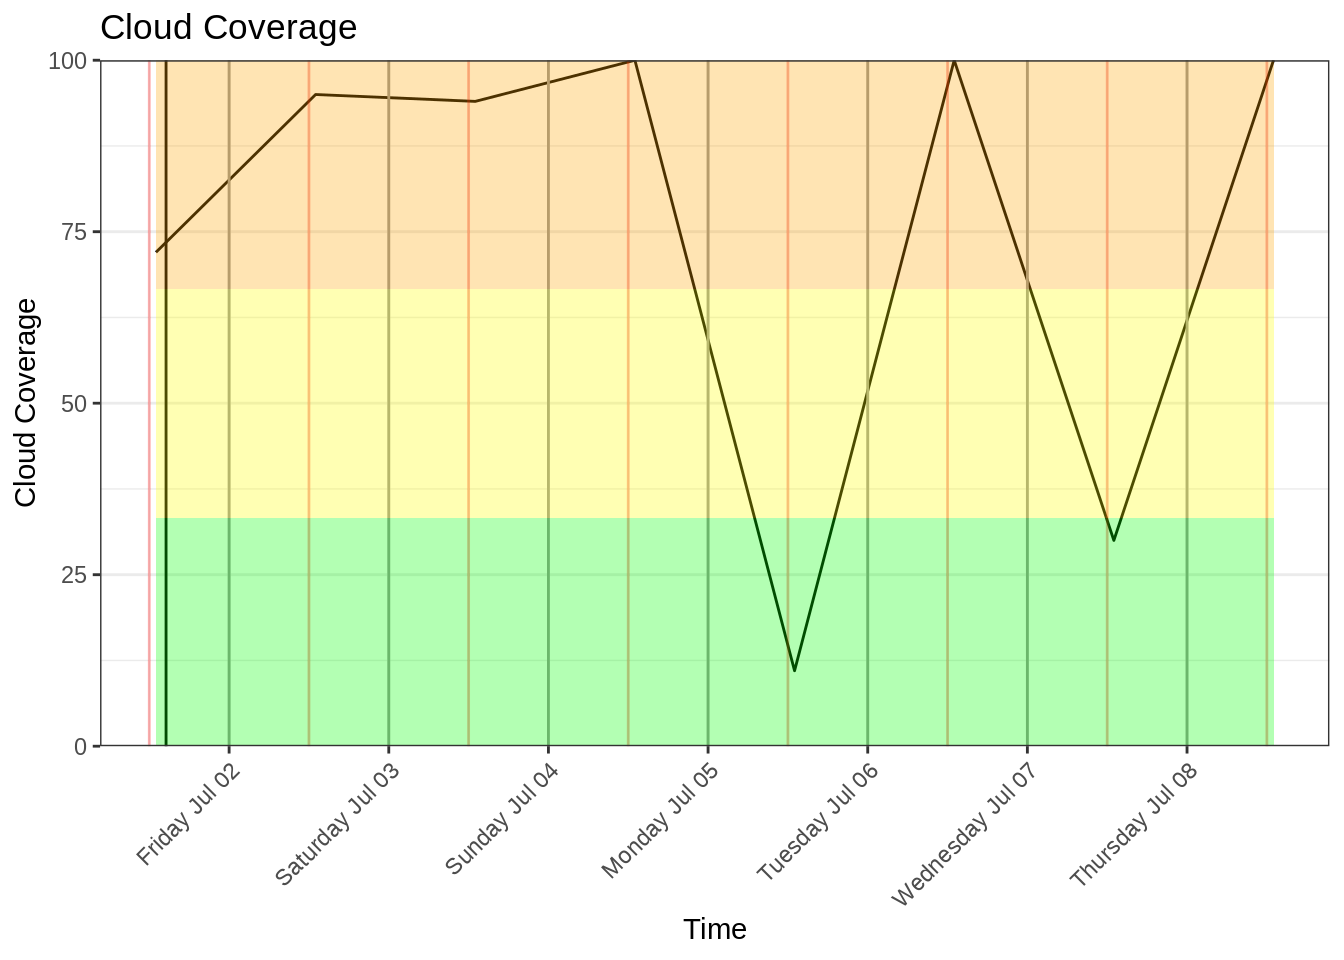 Cloud Coverage
100
75
50
25
0
Cloud Coverage
Friday Jul 02
Saturday Jul 03
Sunday Jul 04
Monday Jul 05
Tuesday Jul 06
Wednesday Jul 07
Thursday Jul 08
Time